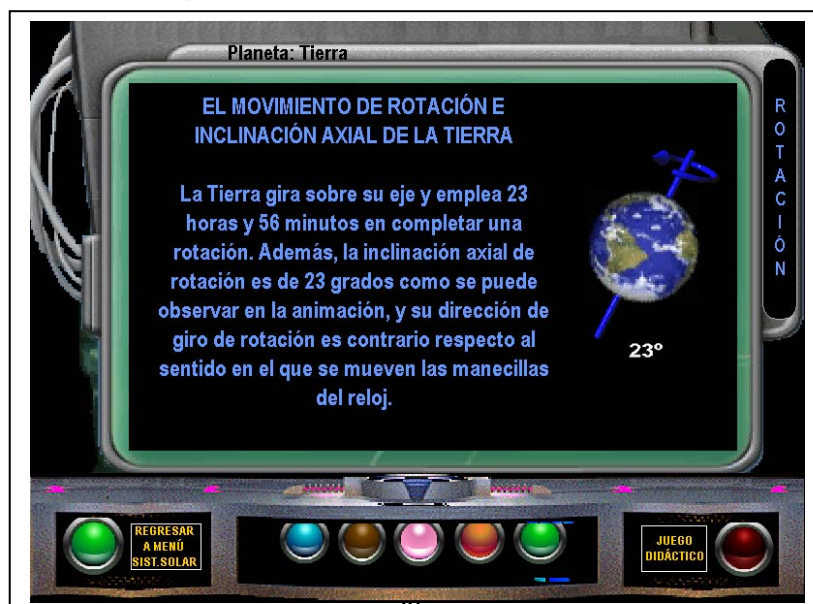 Planeta: Tierra
EL MOVIMIENTO DE ROTACIÓN E
INCLINACIÓN AXIAL DE LA TIERRA
La Tierra gira sobre su eje y emplea 23
horas y 56 minutos en completar una
rotación. Además, la inclinación axial de
rotación es de 23 grados como se puede
observar en la animación, y su dirección de
giro de rotación es contrario respecto al
sentido en el que se mueven las manecillas
del reloj.
23º
ROTACIÓN
REGRESAR
A MENÚ
SIST.SOLAR
JUEGO
DIDÁCTICO